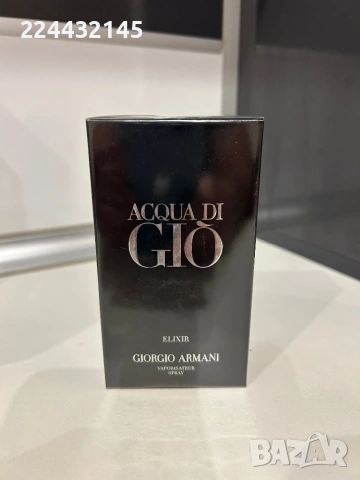 224432145
ACQUA DI
GIÒ
ELIXIR
GIORGIO ARMANI
VAPORISATEUR
SPRAY
BAZAR